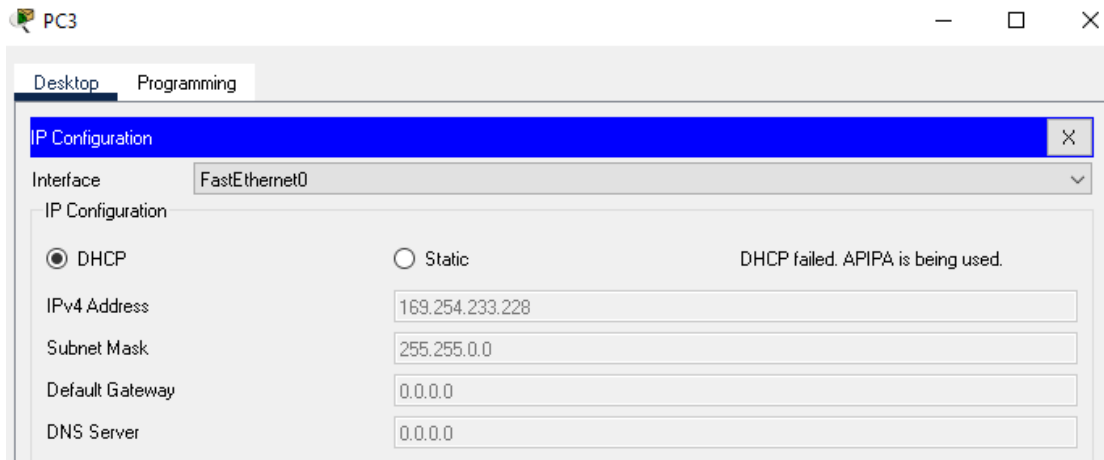 PC3
Desktop Programming
IP Configuration X
Interface FastEthernet0
IP Configuration
DHCP Static DHCP failed. APIPA is being used.
IPv4 Address 169.254.233.228
Subnet Mask 255.255.0.0
Default Gateway 0.0.0.0
DNS Server 0.0.0.0